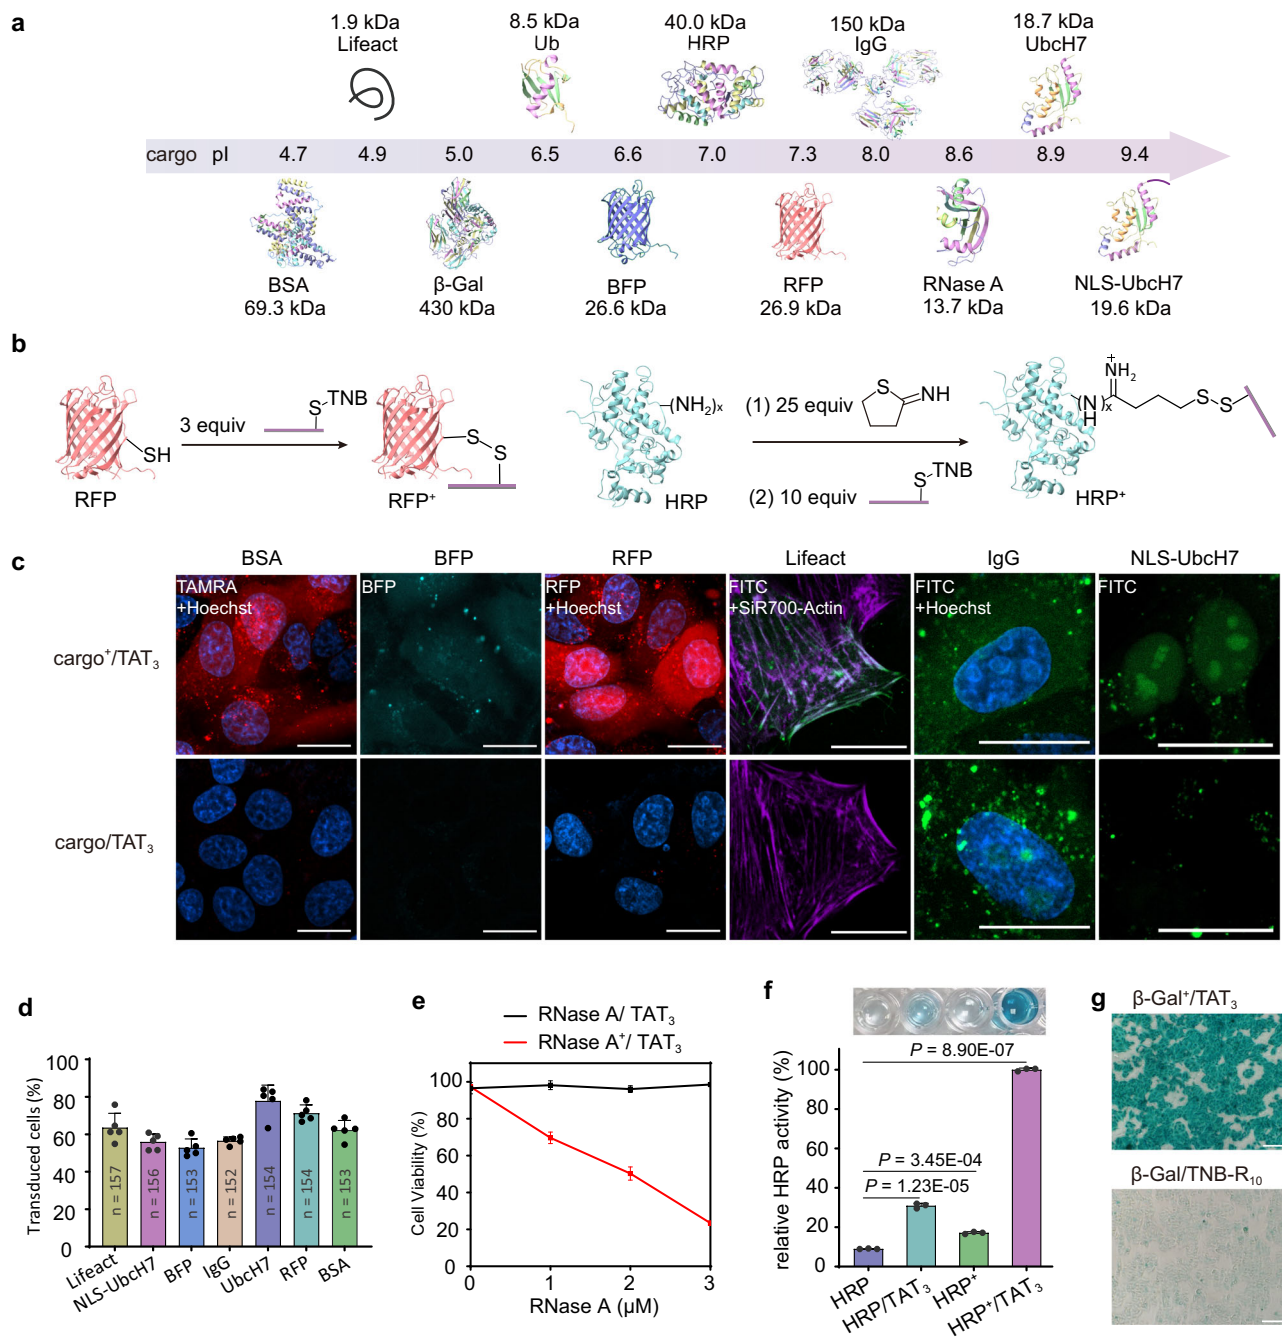 a
1.9 kDa
Lifeact
8.5 kDa
Ub
40.0 kDa
HRP
150 kDa
IgG
18.7 kDa
UbcH7
cargo pI 4.7 4.9 5.0 6.5 6.6 7.0 7.3 8.0 8.6 8.9 9.4
BSA
69.3 kDa
β-Gal
430 kDa
BFP
26.6 kDa
RFP
26.9 kDa
RNase A
13.7 kDa
NLS-UbcH7
19.6 kDa
b
SH
RFP
3 equiv
S TNB
S
S
RFP⁺
(NH₂)ₓ
HRP
(1) 25 equiv
S NH
(2) 10 equiv
S TNB
(N)ₓ
H
+
NH₂
S S
HRP⁺
c
BSA BFP RFP Lifeact IgG NLS-UbcH7
cargo⁺/TAT₃
TAMRA
+Hoechst
BFP
RFP
+Hoechst
FITC
+SiR700-Actin
FITC
+Hoechst
FITC
cargo/TAT₃
d
Transduced cells (%)
100
80
60
40
20
0
n = 157
n = 156
n = 153
n = 152
n = 154
n = 154
n = 153
Lifeact
NLS-UbcH7
BFP
IgG
UbcH7
RFP
BSA
e
RNase A/ TAT₃
RNase A⁺/ TAT₃
Cell Viability (%)
100
80
60
40
20
0
0 1 2 3
RNase A (μM)
f
relative HRP activity (%)
100
80
60
40
20
0
P = 8.90E-07
P = 3.45E-04
P = 1.23E-05
HRP
HRP/TAT₃
HRP⁺
HRP⁺/TAT₃
g
β-Gal⁺/TAT₃
β-Gal/TNB-R₁₀